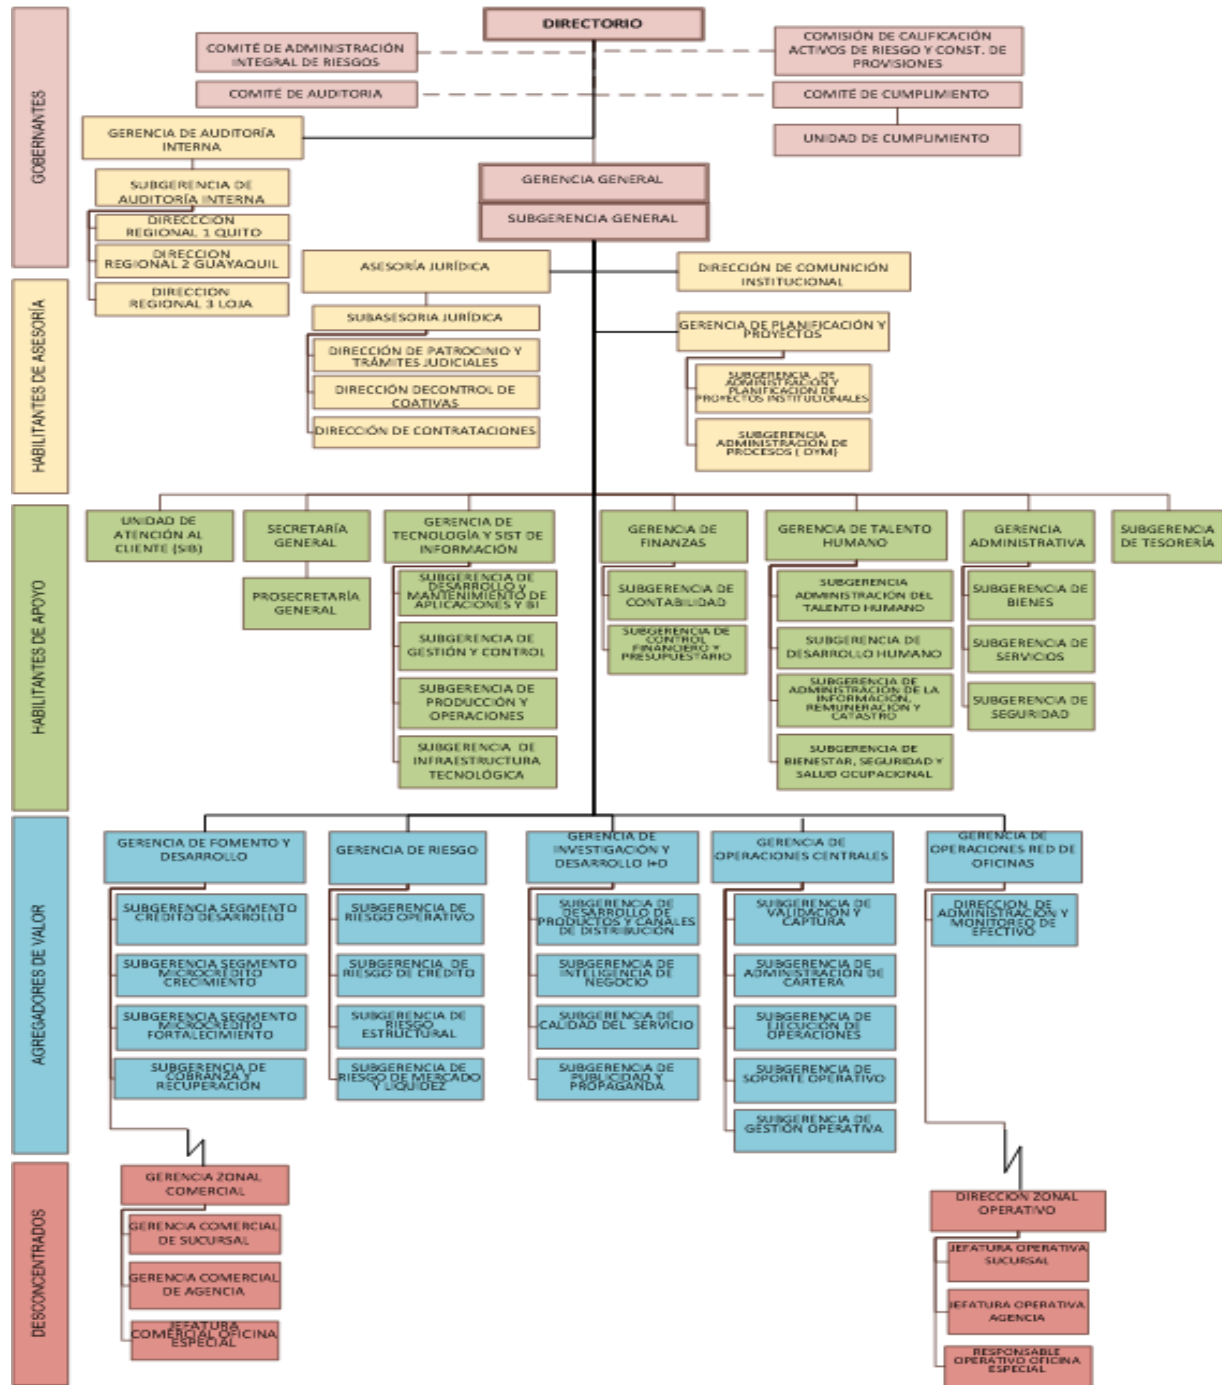 GOBERNANTES
DIRECTORIO
COMITÉ DE ADMINISTRACIÓN
INTEGRAL DE RIESGOS
COMISIÓN DE CALIFICACIÓN
ACTIVOS DE RIESGO Y CONST. DE
PROVISIONES
COMITÉ DE AUDITORIA
COMITÉ DE CUMPLIMIENTO
UNIDAD DE CUMPLIMIENTO
GERENCIA DE AUDITORÍA
INTERNA
SUBGERENCIA DE
AUDITORÍA INTERNA
DIRECCCION
REGIONAL 1 QUITO
DIRECCION
REGIONAL 2 GUAYAQUIL
DIRECCION
REGIONAL 3 LOJA
GERENCIA GENERAL
SUBGERENCIA GENERAL
HABILITANTES DE ASESORÍA
ASESORÍA JURÍDICA
DIRECCIÓN DE COMUNICIÓN
INSTITUCIONAL
SUBASESORIA JURÍDICA
DIRECCIÓN DE PATROCINIO Y
TRÁMITES JUDICIALES
DIRECCIÓN DECONTROL DE
COATIVAS
DIRECCIÓN DE CONTRATACIONES
GERENCIA DE PLANIFICACIÓN Y
PROYECTOS
SUBGERENCIA DE
ADMINISTRACIÓN Y
PLANIFICACIÓN DE
PROYECTOS INSTITUCIONALES
SUBGERENCIA
ADMINISTRACIÓN DE
PROCESOS ( OYM)
HABILITANTES DE APOYO
UNIDAD DE
ATENCIÓN AL
CLIENTE (SIB)
SECRETARÍA
GENERAL
PROSECRETARÍA
GENERAL
GERENCIA DE
TECNOLOGÍA Y SIST DE
INFORMACIÓN
SUBGERENCIA DE
DESARROLLO Y
MANTENIMIENTO DE
APLICACIONES Y BI
SUBGERENCIA DE
GESTIÓN Y CONTROL
SUBGERENCIA DE
PRODUCCIÓN Y
OPERACIONES
SUBGERENCIA DE
INFRAESTRUCTURA
TECNOLÓGICA
GERENCIA DE
FINANZAS
SUBGERENCIA
DE CONTABILIDAD
SUBGERENCIA DE
CONTROL
FINANCIERO Y
PRESUPUESTARIO
GERENCIA DE TALENTO
HUMANO
SUBGERENCIA
ADMINISTRACIÓN DEL
TALENTO HUMANO
SUBGERENCIA DE
DESARROLLO HUMANO
SUBGERENCIA DE
ADMINISTRACIÓN DE LA
INFORMACIÓN,
REMUNERACIÓN Y
CATASTRO
SUBGERENCIA DE
BIENESTAR, SEGURIDAD Y
SALUD OCUPACIONAL
GERENCIA
ADMINISTRATIVA
SUBGERENCIA DE
BIENES
SUBGERENCIA
DE SERVICIOS
SUBGERENCIA DE
SEGURIDAD
SUBGERENCIA
DE TESORERÍA
AGREGADORES DE VALOR
GERENCIA DE FOMENTO Y
DESARROLLO
SUBGERENCIA SEGMENTO
CRÉDITO DESARROLLO
SUBGERENCIA SEGMENTO
MICROCRÉDITO
CRECIMIENTO
SUBGERENCIA SEGMENTO
MICROCRÉDITO
FORTALECIMIENTO
SUBGERENCIA DE
COBRANZA Y
RECUPERACIÓN
GERENCIA DE RIESGO
SUBGERENCIA DE
RIESGO OPERATIVO
SUBGERENCIA DE
RIESGO DE CRÉDITO
SUBGERENCIA DE
RIESGO
ESTRUCTURAL
SUBGERENCIA DE
RIESGO DE MERCADO
Y LIQUIDEZ
GERENCIA DE
INVESTIGACIÓN Y
DESARROLLO I+D
SUBGERENCIA DE
DESARROLLO DE
PRODUCTOS Y CANALES
DE DISTRIBUCIÓN
SUBGERENCIA DE
INTELIGENCIA DE
NEGOCIO
SUBGERENCIA DE
CALIDAD DEL SERVICIO
SUBGERENCIA DE
PUBLICIDAD Y
PROPAGANDA
GERENCIA DE
OPERACIONES CENTRALES
SUBGERENCIA DE
VALIDACIÓN Y
CAPTURA
SUBGERENCIA DE
ADMINISTRACIÓN DE
CARTERA
SUBGERENCIA DE
EJECUCIÓN DE
OPERACIONES
SUBGERENCIA DE
SOPORTE OPERATIVO
SUBGERENCIA DE
GESTIÓN OPERATIVA
GERENCIA DE
OPERACIONES RED DE
OFICINAS
DIRECCION DE
ADMINISTRACIÓN Y
MONITOREO DE
EFECTIVO
DESCONCENTRADOS
GERENCIA ZONAL
COMERCIAL
GERENCIA COMERCIAL
DE SUCURSAL
GERENCIA COMERCIAL
DE AGENCIA
JEFATURA
COMERCIAL OFICINA
ESPECIAL
DIRECCION ZONAL
OPERATIVO
JEFATURA OPERATIVA
SUCURSAL
JEFATURA OPERATIVA
AGENCIA
RESPONSABLE
OPERATIVO OFICINA
ESPECIAL